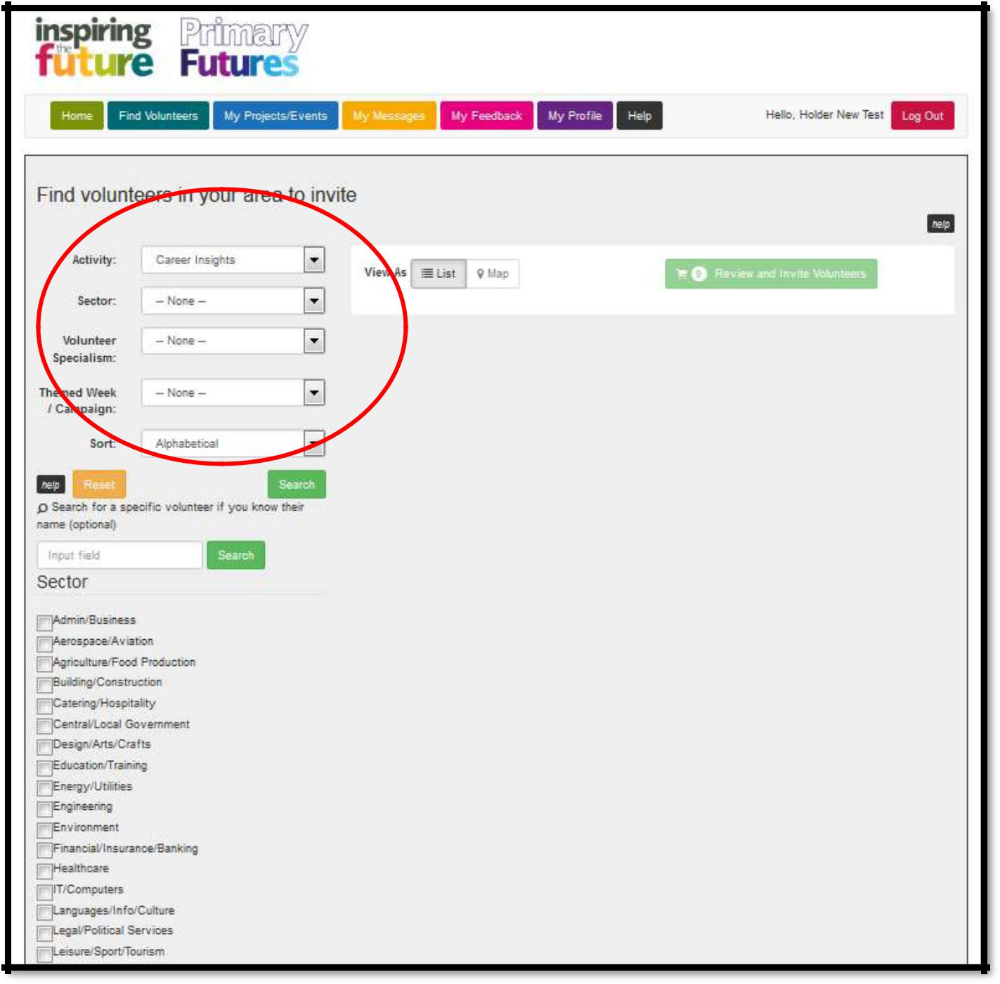 inspiring
the
future
Primary
Futures
Home Find Volunteers My Projects/Events My Messages My Feedback My Profile Help Hello, Holder New Test Log Out
Find volunteers in your area to invite
help
Activity: Career Insights
View As List Map 0 Review and Invite Volunteers
Sector: -- None --
Volunteer
Specialism: -- None --
Themed Week
/ Campaign: -- None --
Sort: Alphabetical
help Reset Search
Search for a specific volunteer if you know their
name (optional)
Input field Search
Sector
Admin/Business
Aerospace/Aviation
Agriculture/Food Production
Building/Construction
Catering/Hospitality
Central/Local Government
Design/Arts/Crafts
Education/Training
Energy/Utilities
Engineering
Environment
Financial/Insurance/Banking
Healthcare
IT/Computers
Languages/Info/Culture
Legal/Political Services
Leisure/Sport/Tourism